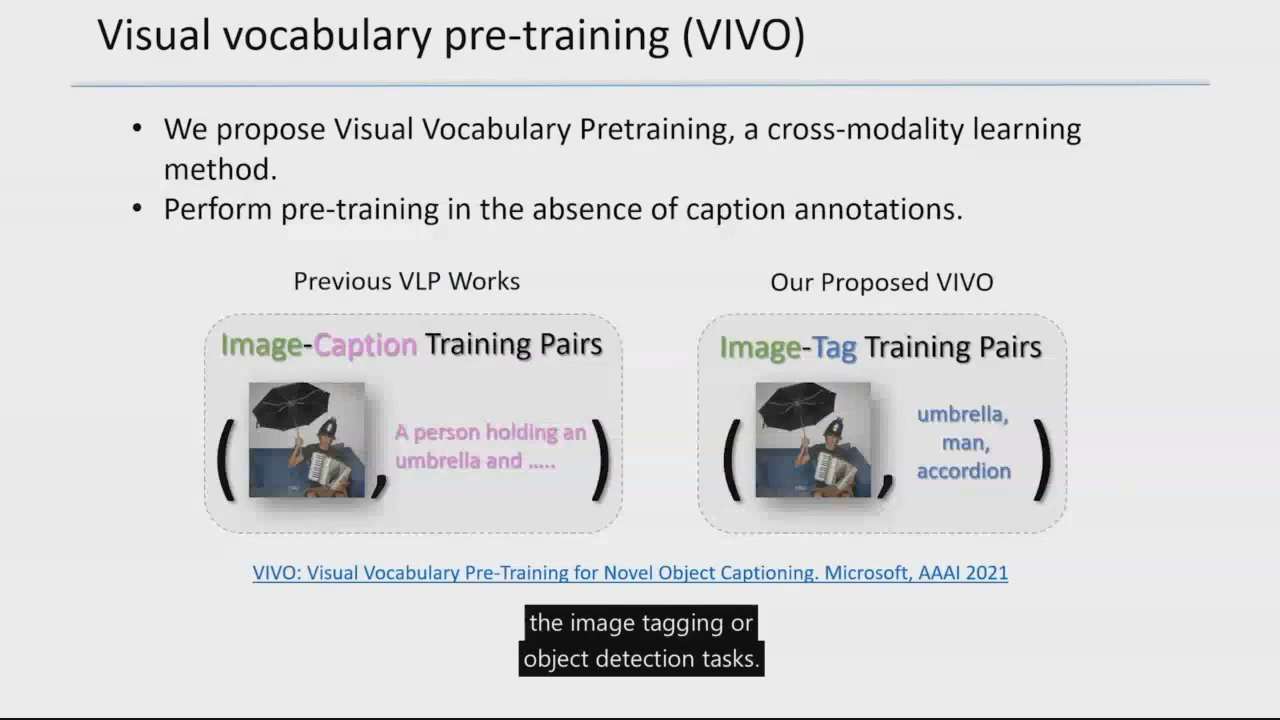 Visual vocabulary pre-training (VIVO)
• We propose Visual Vocabulary Pretraining, a cross-modality learning
method.
• Perform pre-training in the absence of caption annotations.
Previous VLP Works
Image-Caption Training Pairs
( , A person holding an
umbrella and ..... )
Our Proposed VIVO
Image-Tag Training Pairs
( , umbrella,
man,
accordion )
VIVO: Visual Vocabulary Pre-Training for Novel Object Captioning. Microsoft, AAAI 2021
the image tagging or
object detection tasks.